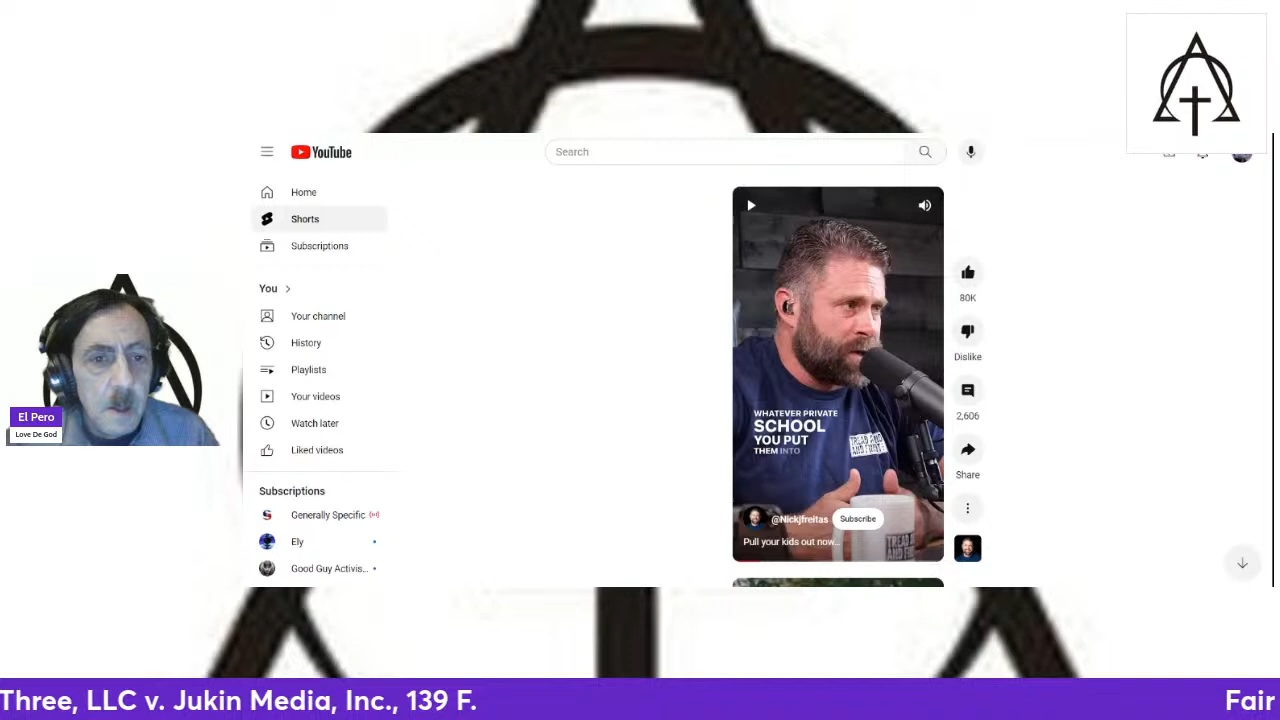 YouTube
Search
Home
Shorts
Subscriptions
You
Your channel
History
Playlists
Your videos
Watch later
Liked videos
Subscriptions
Generally Specific
Ely
Good Guy Activis...
WHATEVER PRIVATE
SCHOOL
YOU PUT
THEM INTO
TREAD AND
@Nickjfreitas
Subscribe
Pull your kids out now...
80K
Dislike
2,606
Share
El Pero
Love De God
Three, LLC v. Jukin Media, Inc., 139 F.
Fair